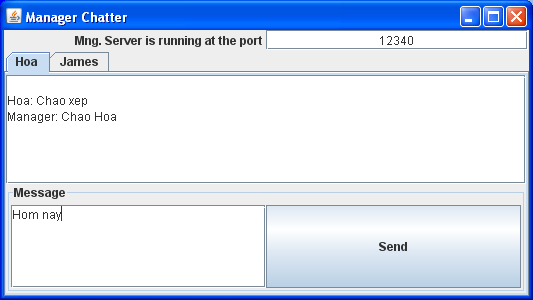 Manager Chatter
Mng. Server is running at the port 12340
Hoa James
Hoa: Chao xep
Manager: Chao Hoa
Message
Hom nay
Send